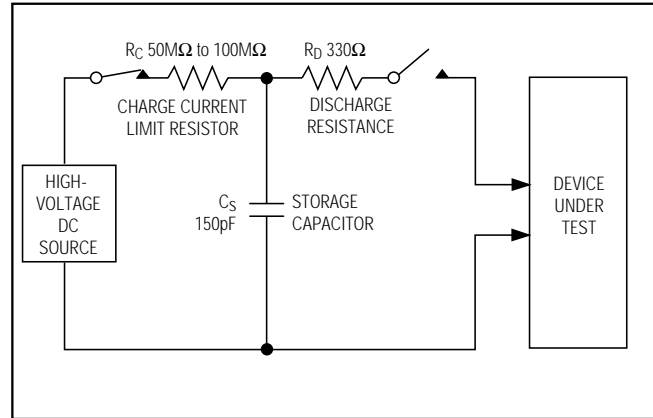 RC 50MΩ to 100MΩ
RD 330Ω
CHARGE CURRENT
LIMIT RESISTOR
DISCHARGE
RESISTANCE
HIGH-
VOLTAGE
DC
SOURCE
CS
150pF
STORAGE
CAPACITOR
DEVICE
UNDER
TEST